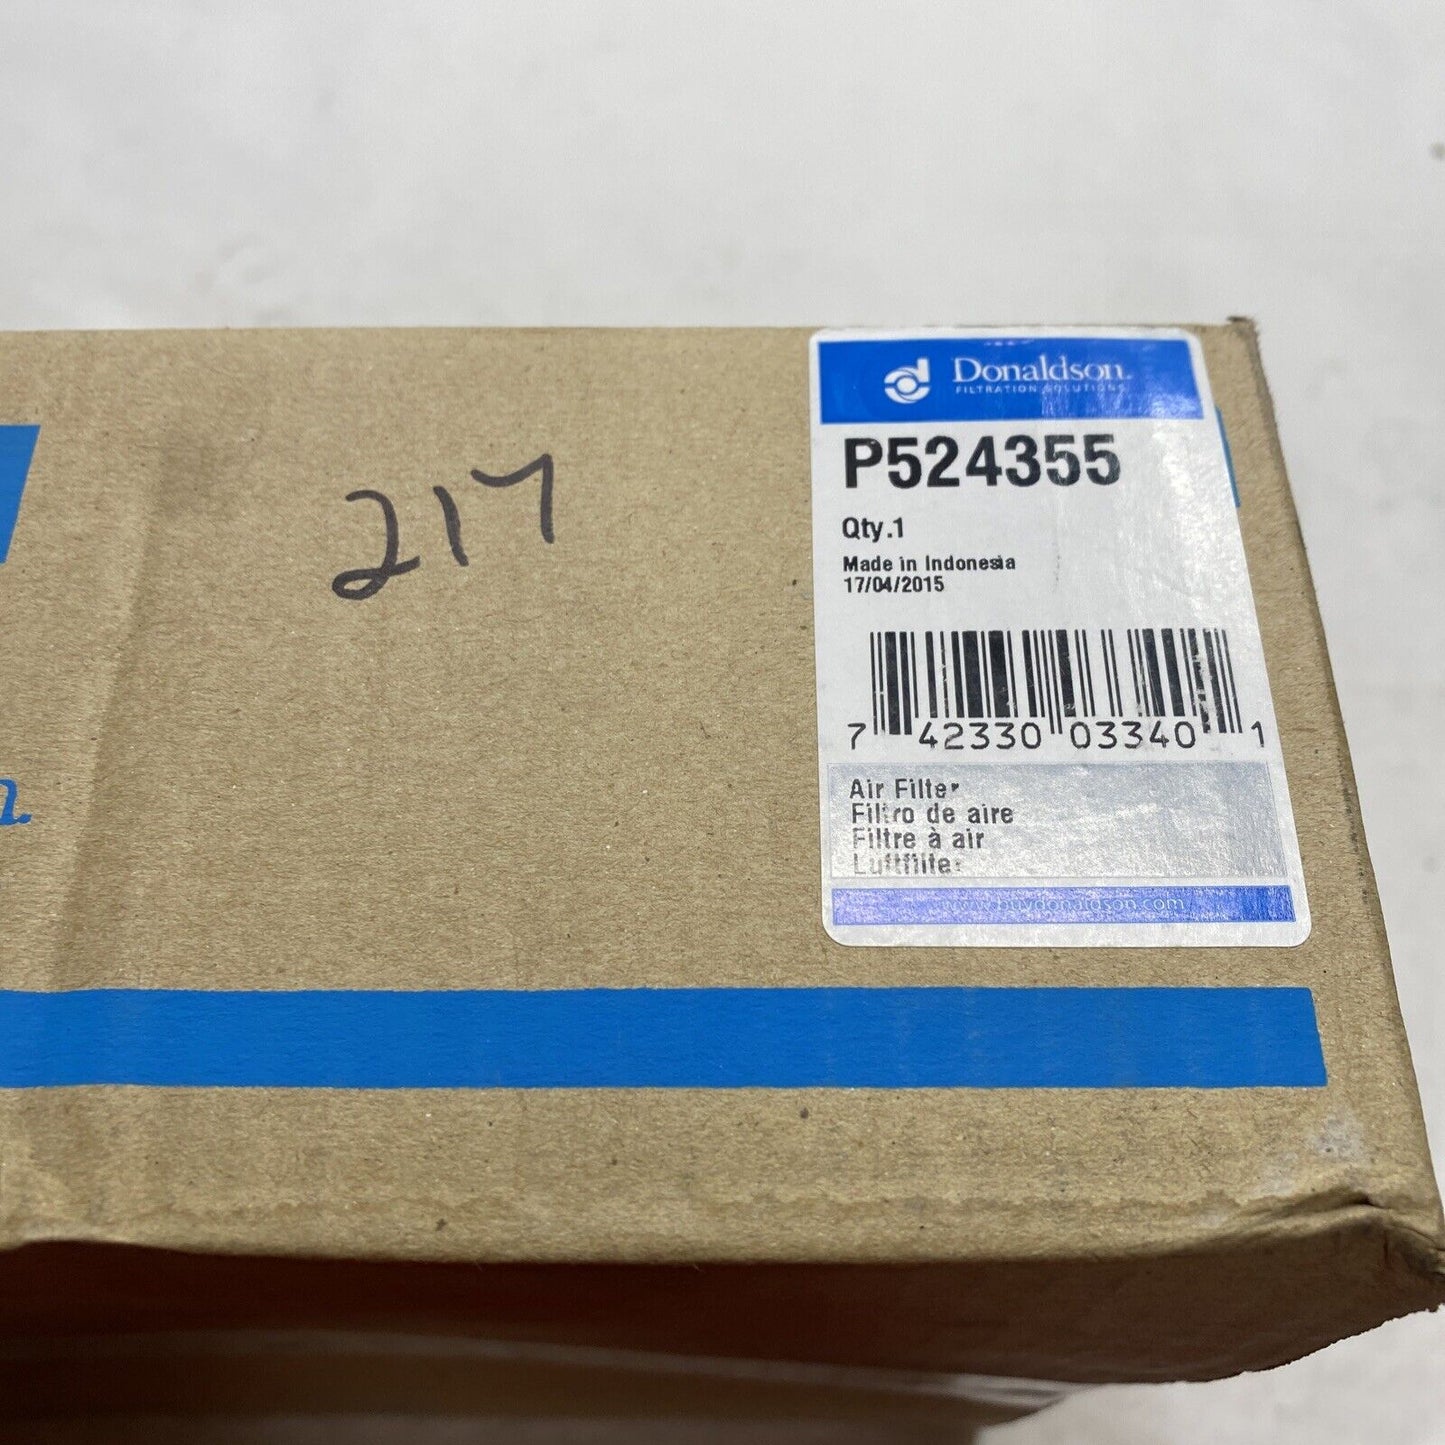 217
Donaldson.
FILTRATION SOLUTIONS
P524355
Qty.1
Made in Indonesia
17/04/2015
7 42330 03340 1
Air Filter
Filtro de aire
Filtre à air
Luftfilter
www.buydonaldson.com
n.